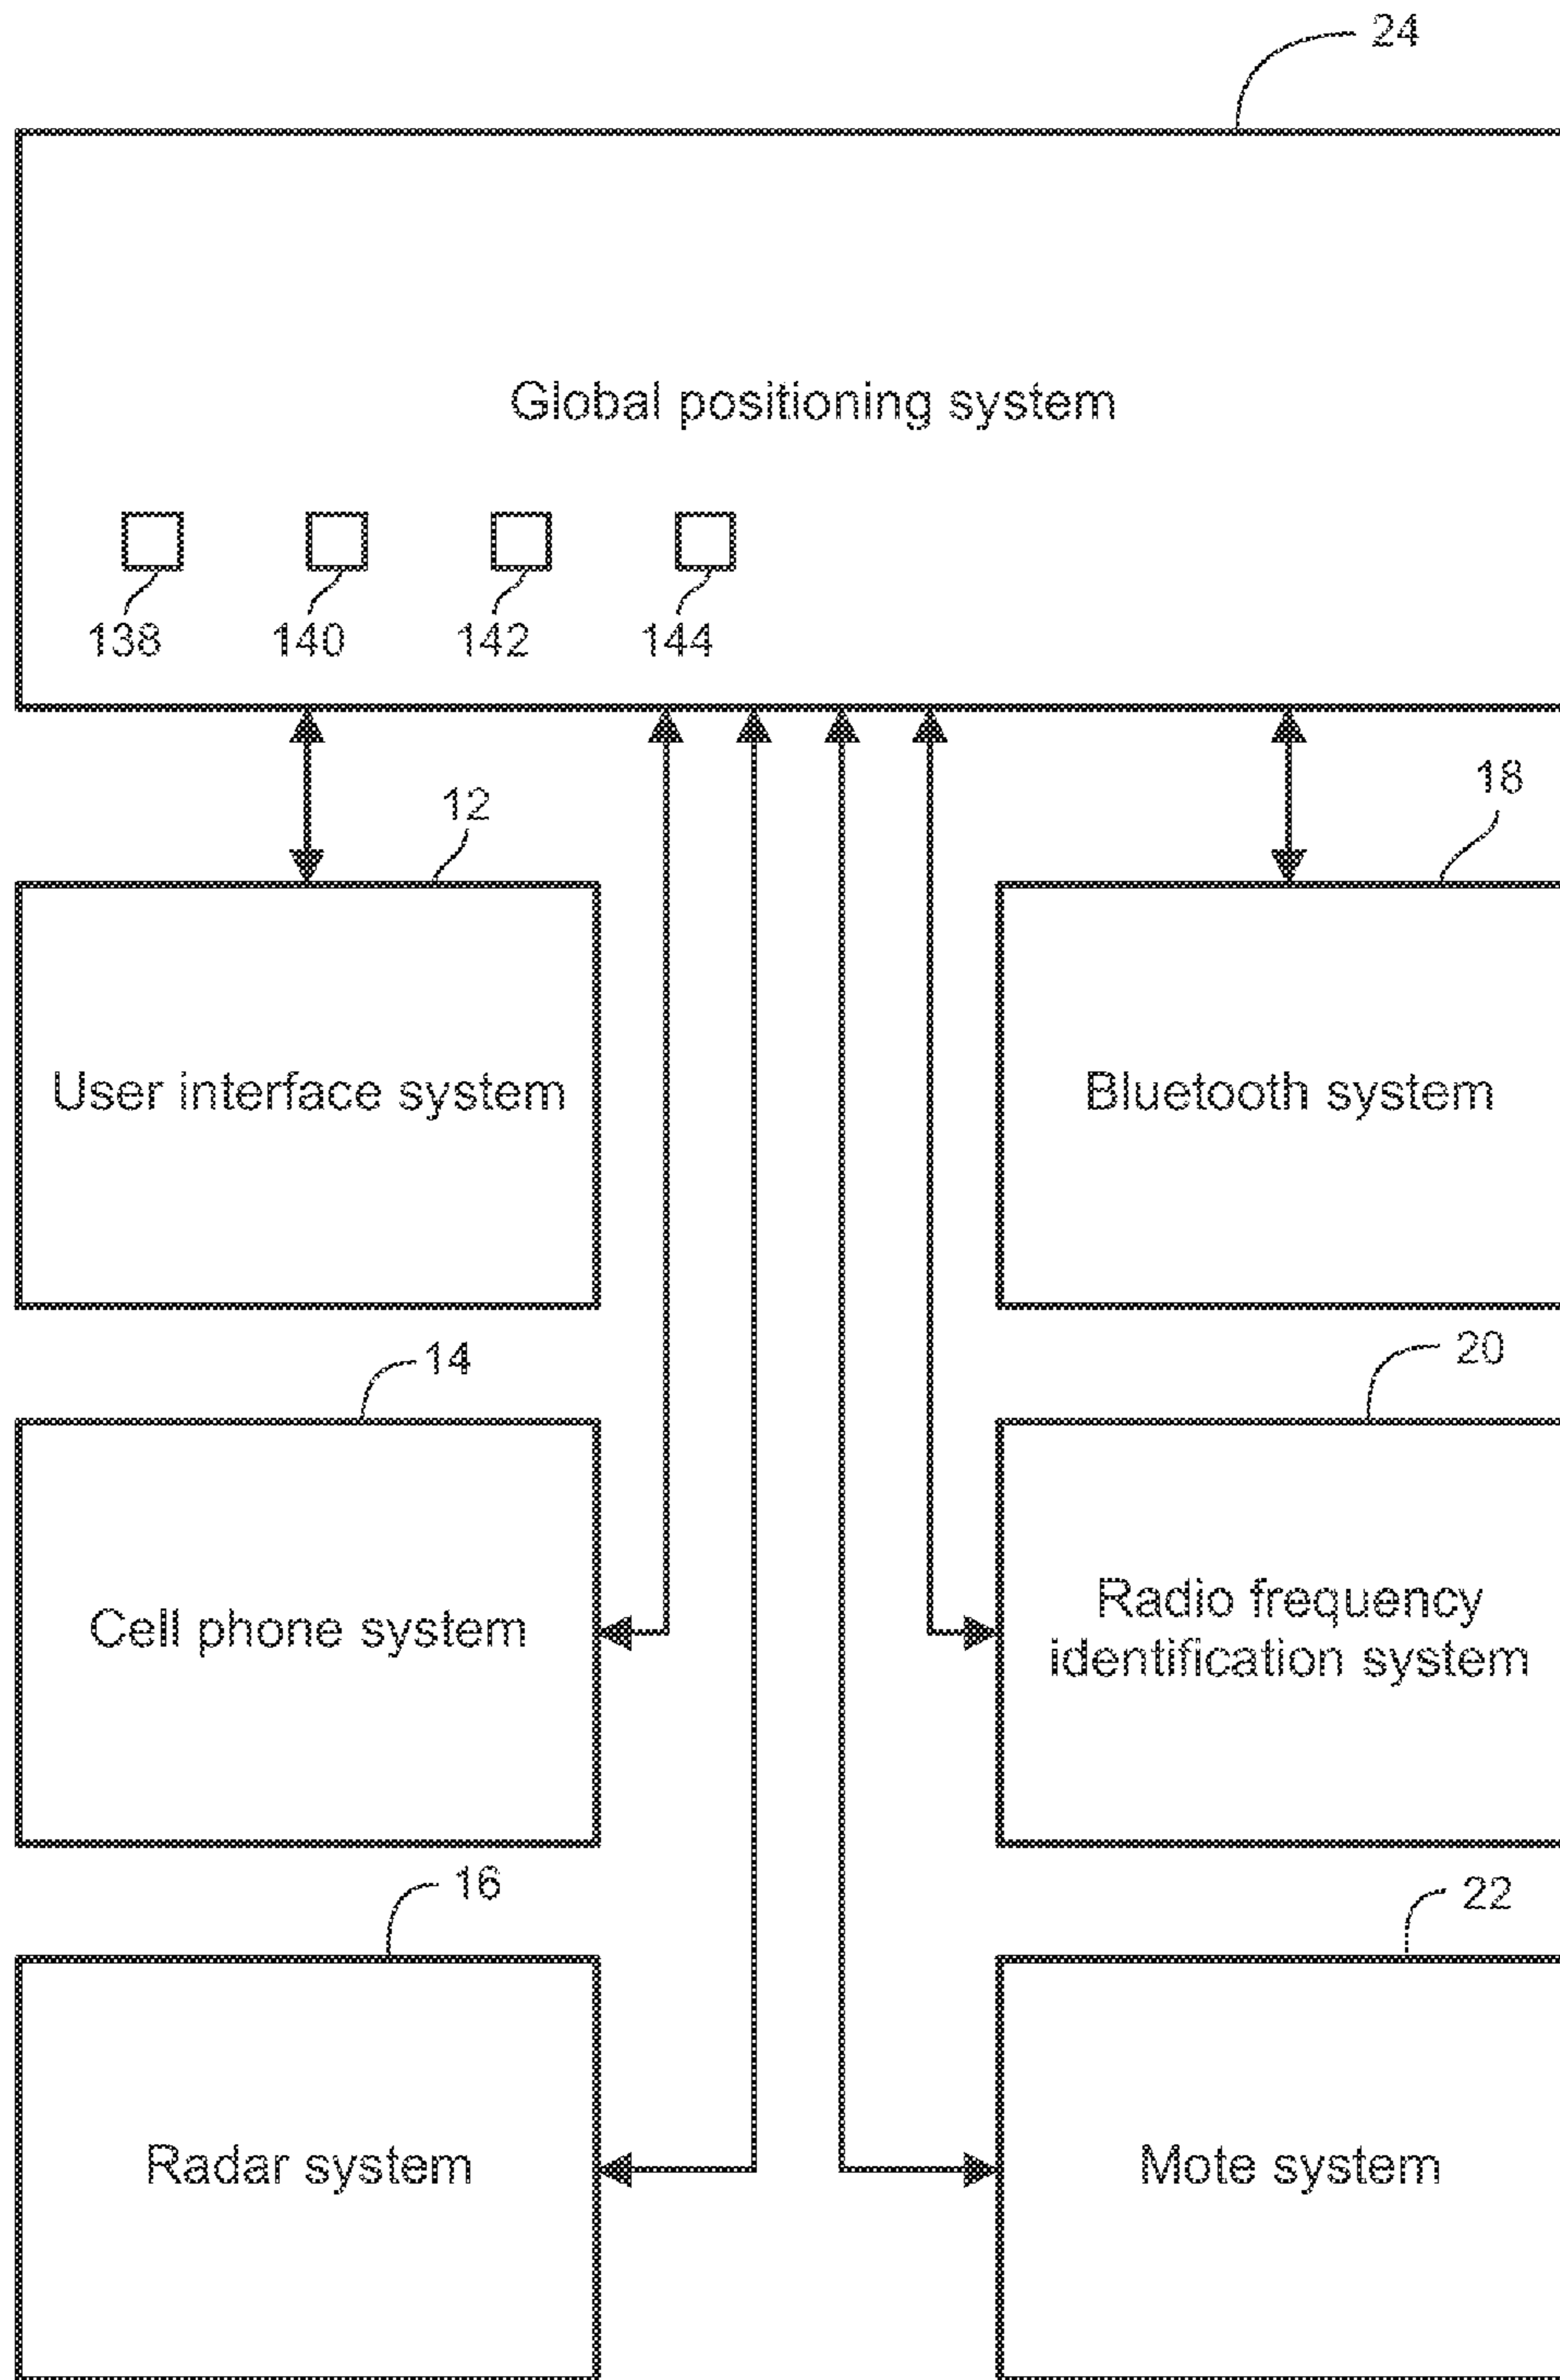 24
Global positioning system
138 140 142 144
12
18
User interface system
Bluetooth system
14
20
Cell phone system
Radio frequency
identification system
16
22
Radar system
Mote system